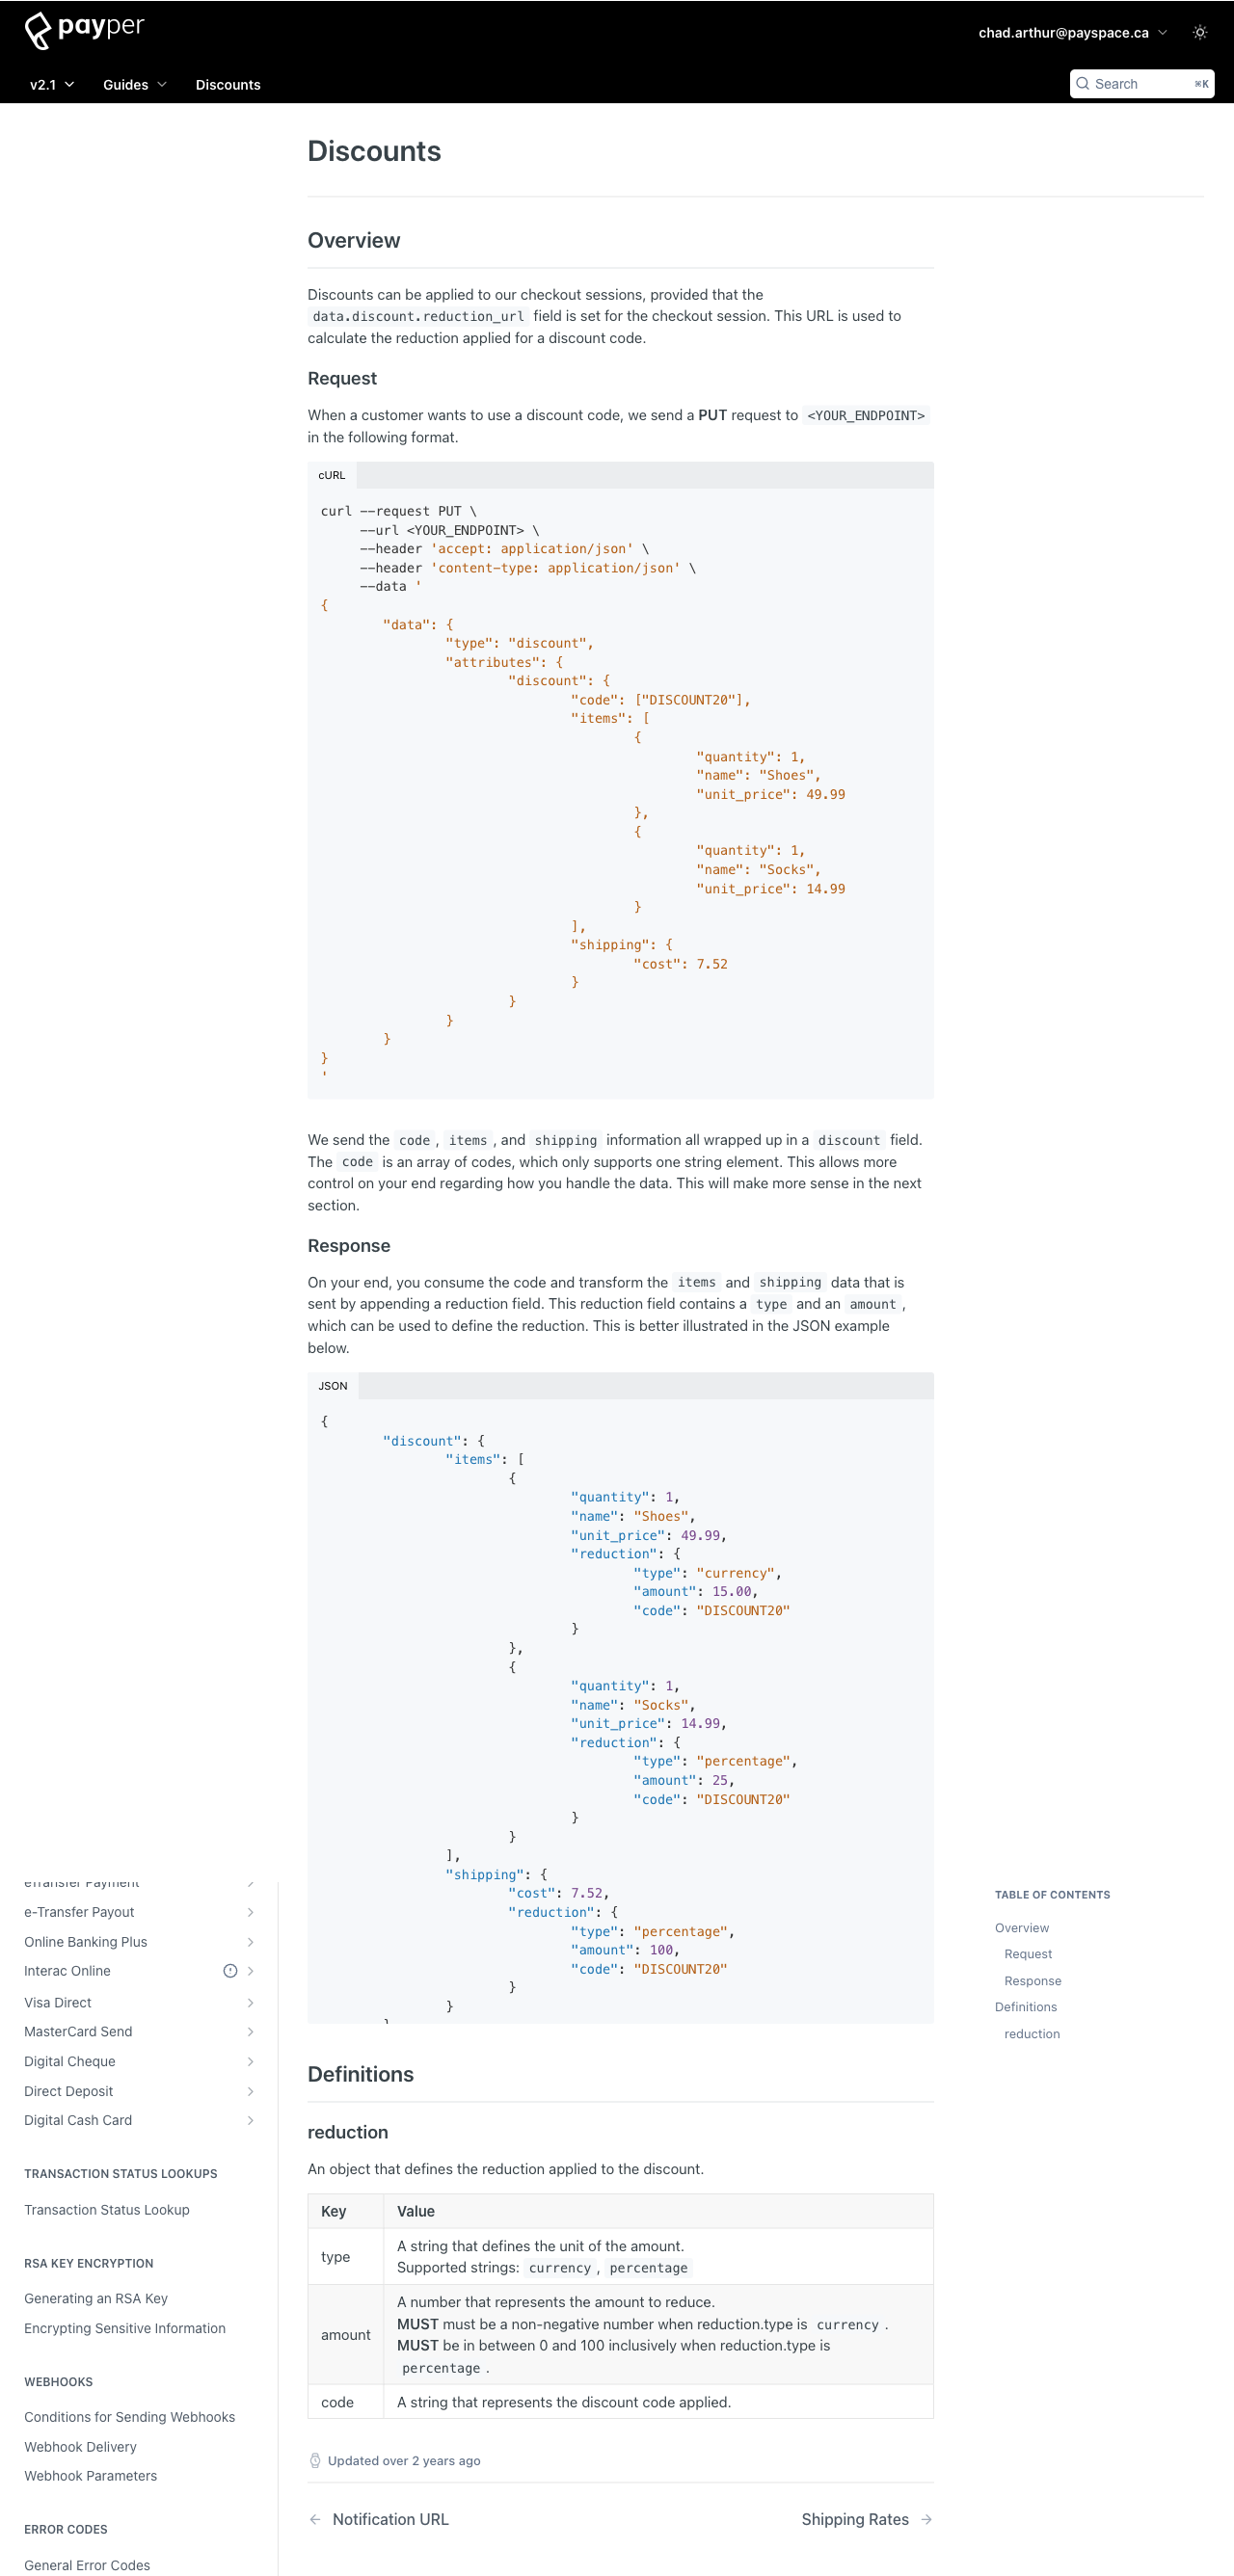 payper
chad.arthur@payspace.ca
v2.1 Guides Discounts
Search ⌘K
Discounts
Overview
Discounts can be applied to our checkout sessions, provided that the
data.discount.reduction_url field is set for the checkout session. This URL is used to
calculate the reduction applied for a discount code.
Request
When a customer wants to use a discount code, we send a PUT request to <YOUR_ENDPOINT>
in the following format.
cURL
curl --request PUT \
--url <YOUR_ENDPOINT> \
--header 'accept: application/json' \
--header 'content-type: application/json' \
--data '
{
"data": {
"type": "discount",
"attributes": {
"discount": {
"code": ["DISCOUNT20"],
"items": [
{
"quantity": 1,
"name": "Shoes",
"unit_price": 49.99
},
{
"quantity": 1,
"name": "Socks",
"unit_price": 14.99
}
],
"shipping": {
"cost": 7.52
}
}
}
}
}
'
We send the code, items, and shipping information all wrapped up in a discount field.
The code is an array of codes, which only supports one string element. This allows more
control on your end regarding how you handle the data. This will make more sense in the next
section.
Response
On your end, you consume the code and transform the items and shipping data that is
sent by appending a reduction field. This reduction field contains a type and an amount,
which can be used to define the reduction. This is better illustrated in the JSON example
below.
JSON
{
"discount": {
"items": [
{
"quantity": 1,
"name": "Shoes",
"unit_price": 49.99,
"reduction": {
"type": "currency",
"amount": 15.00,
"code": "DISCOUNT20"
}
},
{
"quantity": 1,
"name": "Socks",
"unit_price": 14.99,
"reduction": {
"type": "percentage",
"amount": 25,
"code": "DISCOUNT20"
}
}
],
"shipping": {
"cost": 7.52,
"reduction": {
"type": "percentage",
"amount": 100,
"code": "DISCOUNT20"
}
}
}
Definitions
reduction
An object that defines the reduction applied to the discount.
Key Value
type
A string that defines the unit of the amount.
Supported strings: currency, percentage
amount
A number that represents the amount to reduce.
MUST must be a non-negative number when reduction.type is currency.
MUST be in between 0 and 100 inclusively when reduction.type is
percentage.
code A string that represents the discount code applied.
Updated over 2 years ago
Notification URL
Shipping Rates
eTransfer Payment
e-Transfer Payout
Online Banking Plus
Interac Online
Visa Direct
MasterCard Send
Digital Cheque
Direct Deposit
Digital Cash Card
TRANSACTION STATUS LOOKUPS
Transaction Status Lookup
RSA KEY ENCRYPTION
Generating an RSA Key
Encrypting Sensitive Information
WEBHOOKS
Conditions for Sending Webhooks
Webhook Delivery
Webhook Parameters
ERROR CODES
General Error Codes
TABLE OF CONTENTS
Overview
Request
Response
Definitions
reduction